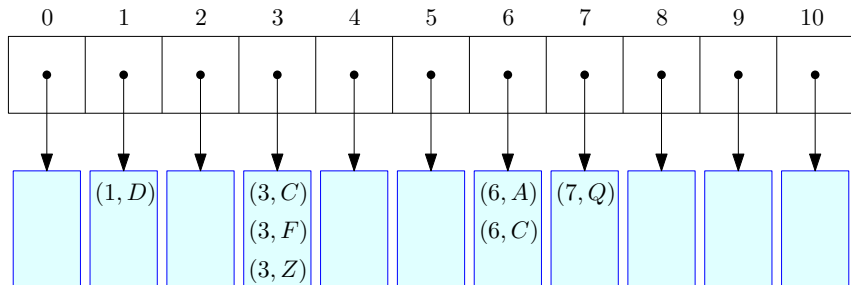 0 1 2 3 4 5 6 7 8 9 10
(1, D) (3, C) (6, A) (7, Q)
(3, F) (6, C)
(3, Z)